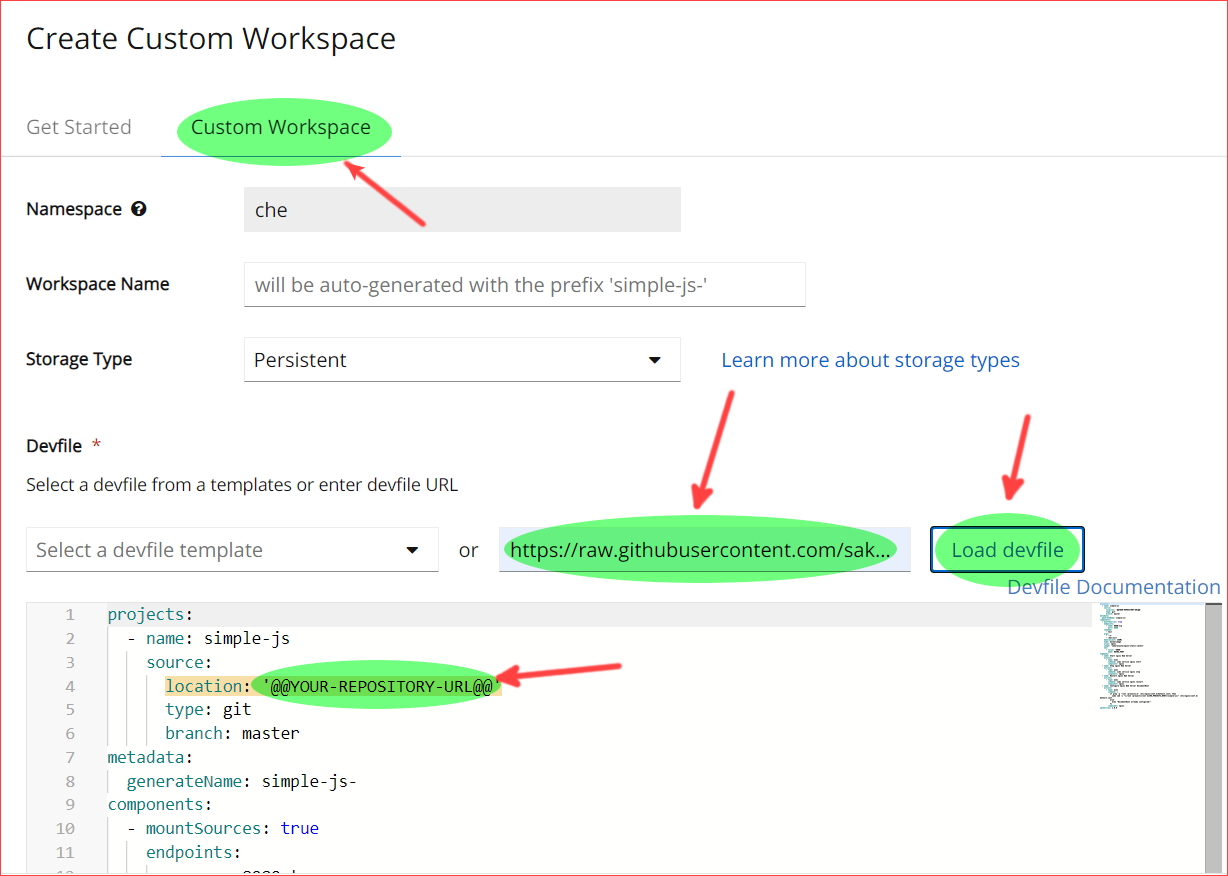 Create Custom Workspace
Get Started Custom Workspace
Namespace che
Workspace Name will be auto-generated with the prefix 'simple-js-'
Storage Type Persistent Learn more about storage types
Devfile *
Select a devfile from a templates or enter devfile URL
Select a devfile template or https://raw.githubusercontent.com/sak... Load devfile
Devfile Documentation
1 projects:
2 - name: simple-js
3 source:
4 location: '@@YOUR-REPOSITORY-URL@@'
5 type: git
6 branch: master
7 metadata:
8 generateName: simple-js-
9 components:
10 - mountSources: true
11 endpoints: